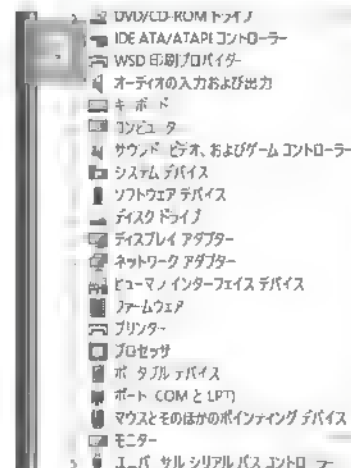 DVD/CD-ROM ドライブ
IDE ATA/ATAPI コントローラー
WSD 印刷プロバイダー
オーディオの入力および出力
キーボード
コンピューター
サウンド、ビデオ、およびゲーム コントローラー
システム デバイス
ソフトウェア デバイス
ディスク ドライブ
ディスプレイ アダプター
ネットワーク アダプター
ヒューマン インターフェイス デバイス
ファームウェア
プリンター
プロセッサ
ポータブル デバイス
ポート (COM と LPT)
マウスとそのほかのポインティング デバイス
モニター
ユニバーサル シリアル バス コントローラー